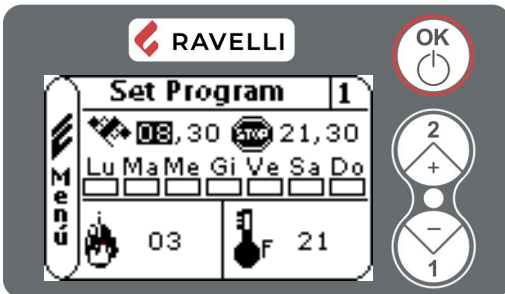 RAVELLI
OK
Set Program 1
08,30 STOP 21,30
Lu Ma Me Gi Ve Sa Do
Menú
03 F 21
2
+
−
1